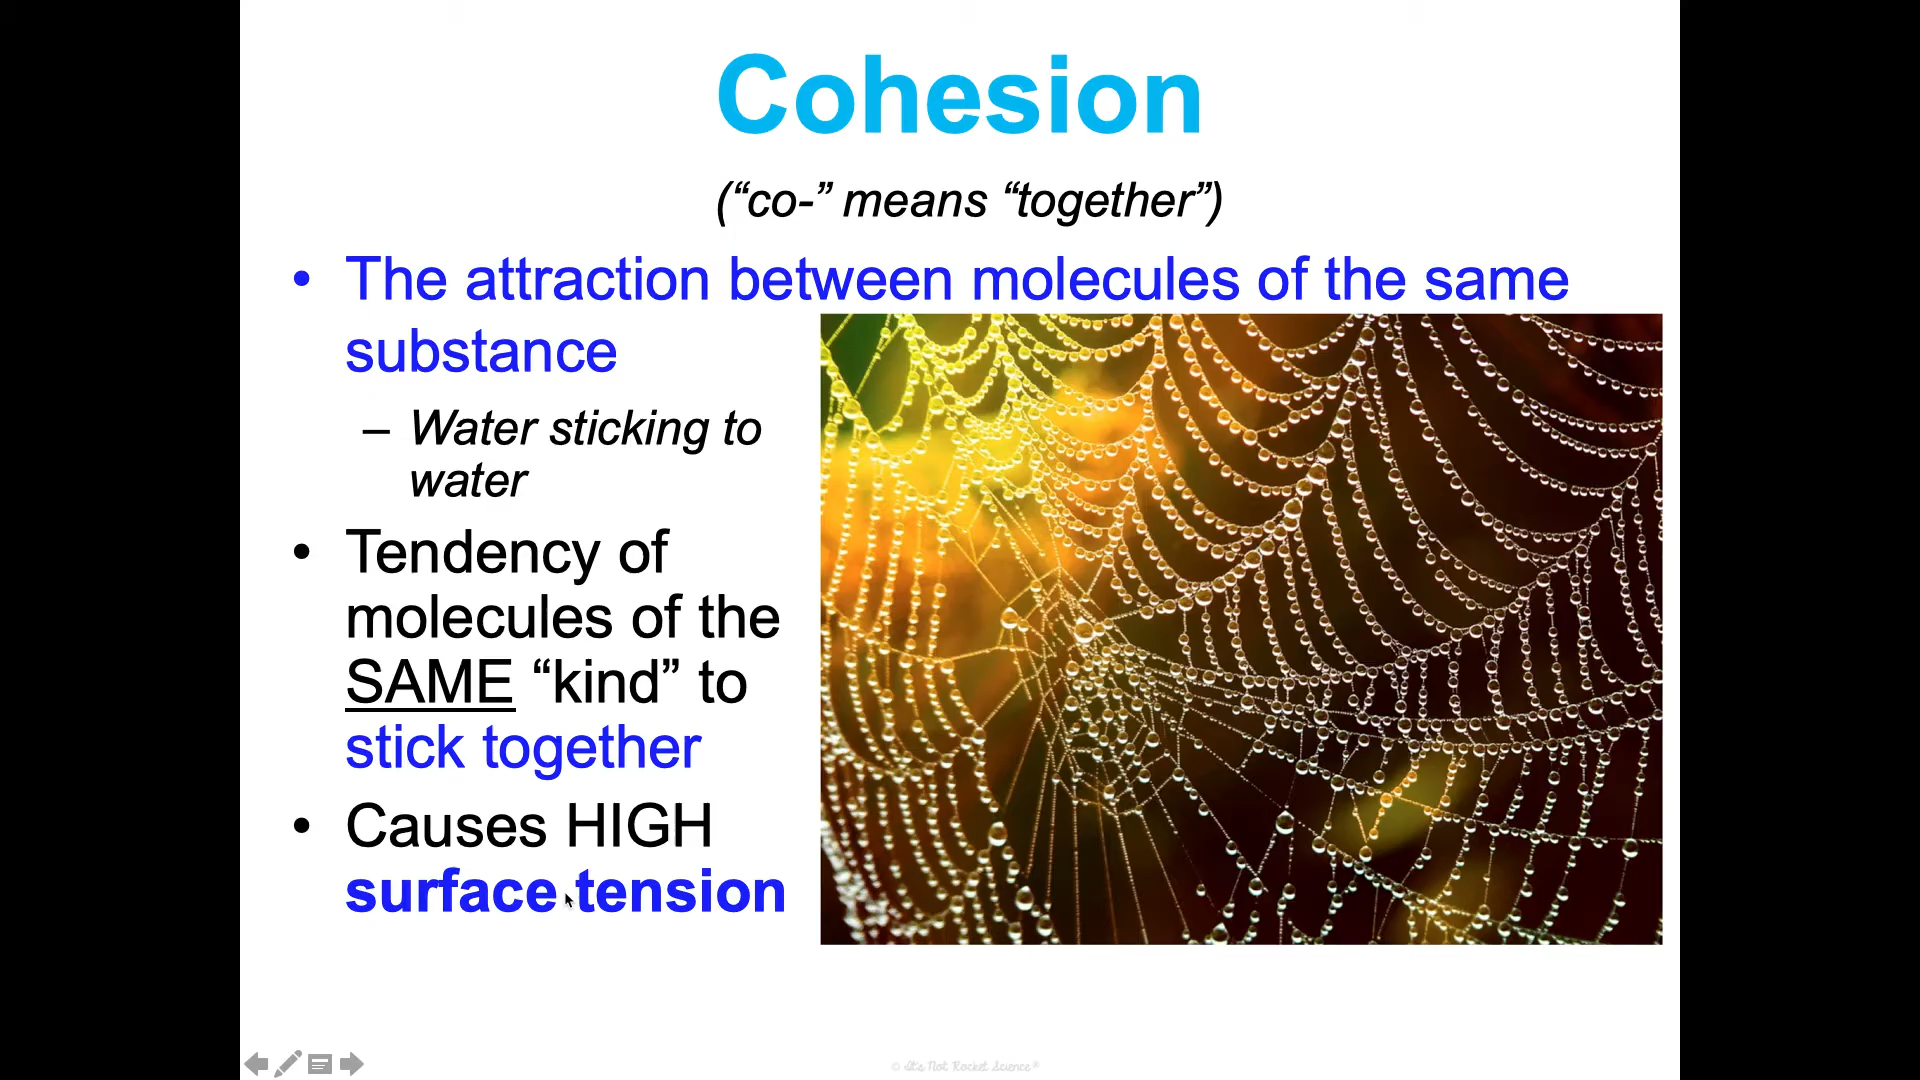 Cohesion
(“co-” means “together”)
• The attraction between molecules of the same
substance
– Water sticking to
water
• Tendency of
molecules of the
SAME “kind” to
stick together
• Causes HIGH
surface tension
© It's Not Rocket Science®